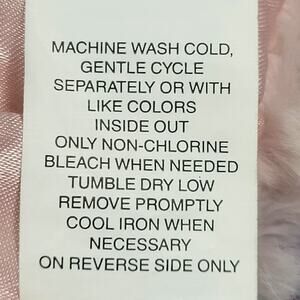 MACHINE WASH COLD,
GENTLE CYCLE
SEPARATELY OR WITH
LIKE COLORS
INSIDE OUT
ONLY NON-CHLORINE
BLEACH WHEN NEEDED
TUMBLE DRY LOW
REMOVE PROMPTLY
COOL IRON WHEN
NECESSARY
ON REVERSE SIDE ONLY